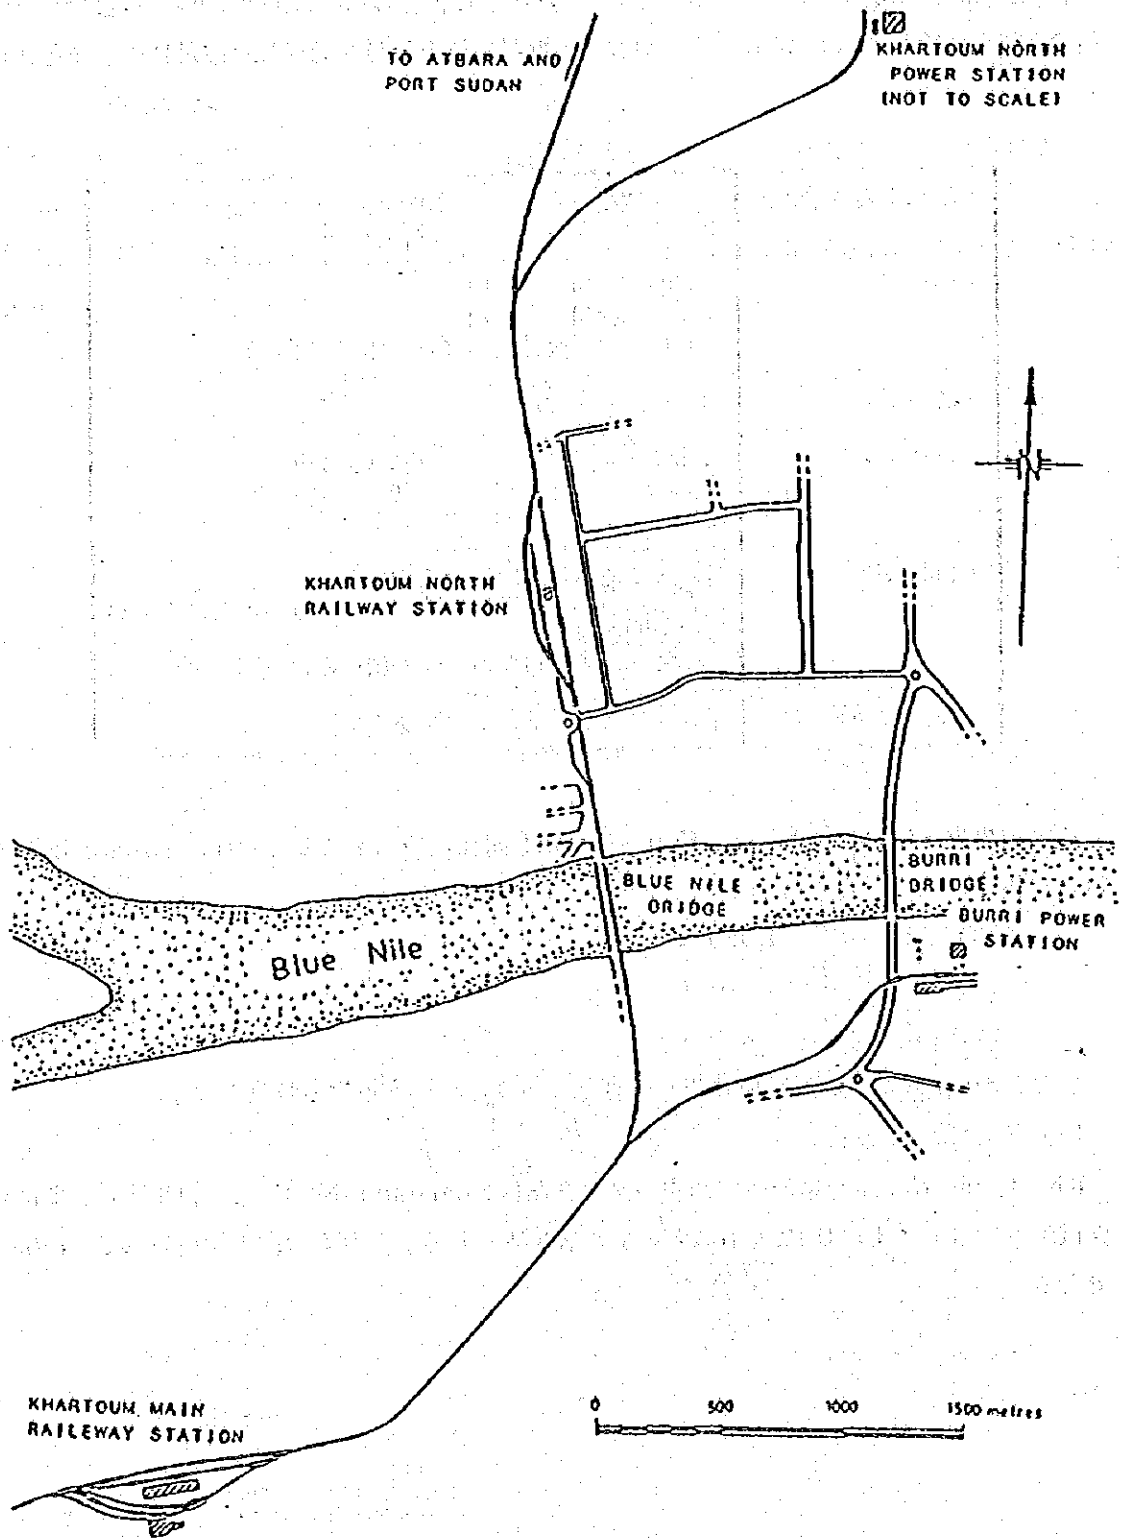 TO ATBARA AND
PORT SUDAN
KHARTOUM NORTH
POWER STATION
(NOT TO SCALE)
N
KHARTOUM NORTH
RAILWAY STATION
BLUE NILE
BRIDGE
BURRI
BRIDGE
BURRI POWER
STATION
Blue Nile
KHARTOUM MAIN
RAILEWAY STATION
0 500 1000 1500 metres